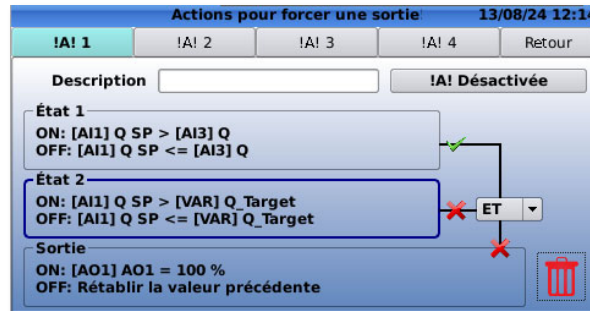 Actions pour forcer une sortie 13/08/24 12:14
!A! 1 !A! 2 !A! 3 !A! 4 Retour
Description !A! Désactivée
État 1
ON: [AI1] Q SP > [AI3] Q
OFF: [AI1] Q SP <= [AI3] Q
État 2
ON: [AI1] Q SP > [VAR] Q_Target
OFF: [AI1] Q SP <= [VAR] Q_Target
ET
Sortie
ON: [AO1] AO1 = 100 %
OFF: Rétablir la valeur précédente